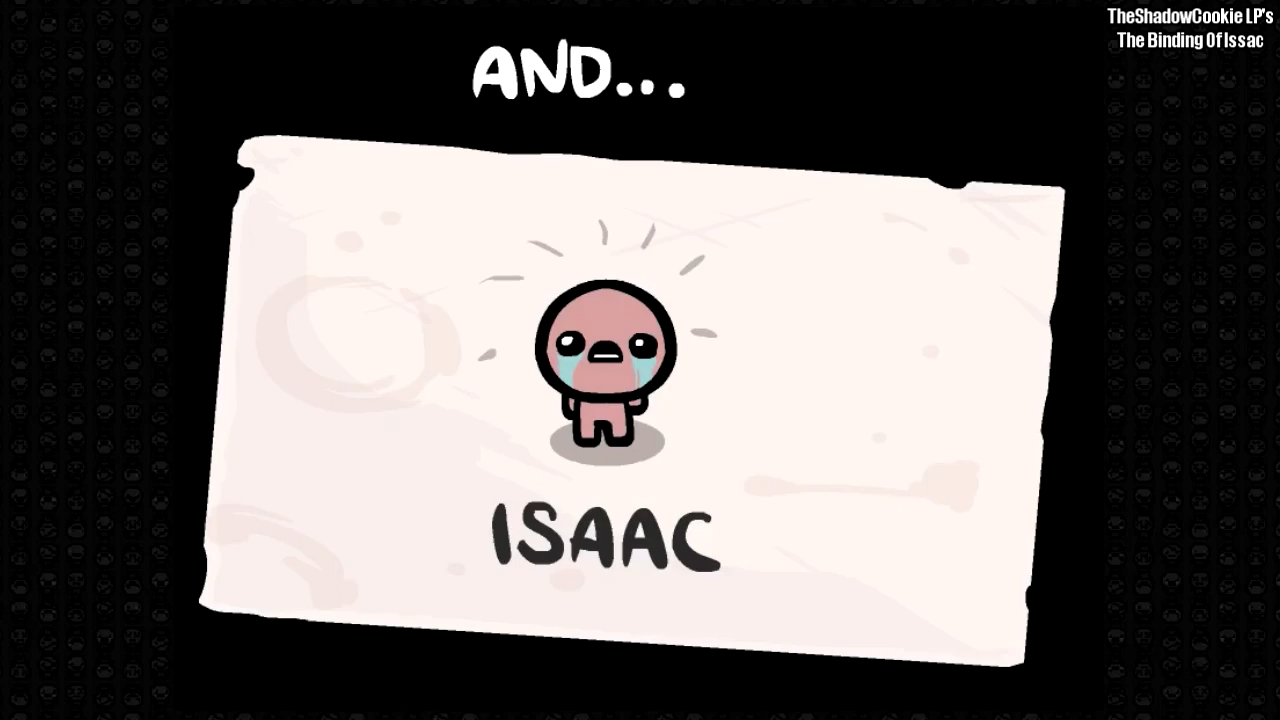 TheShadowCookie LP's
The Binding Of Issac
AND...
ISAAC